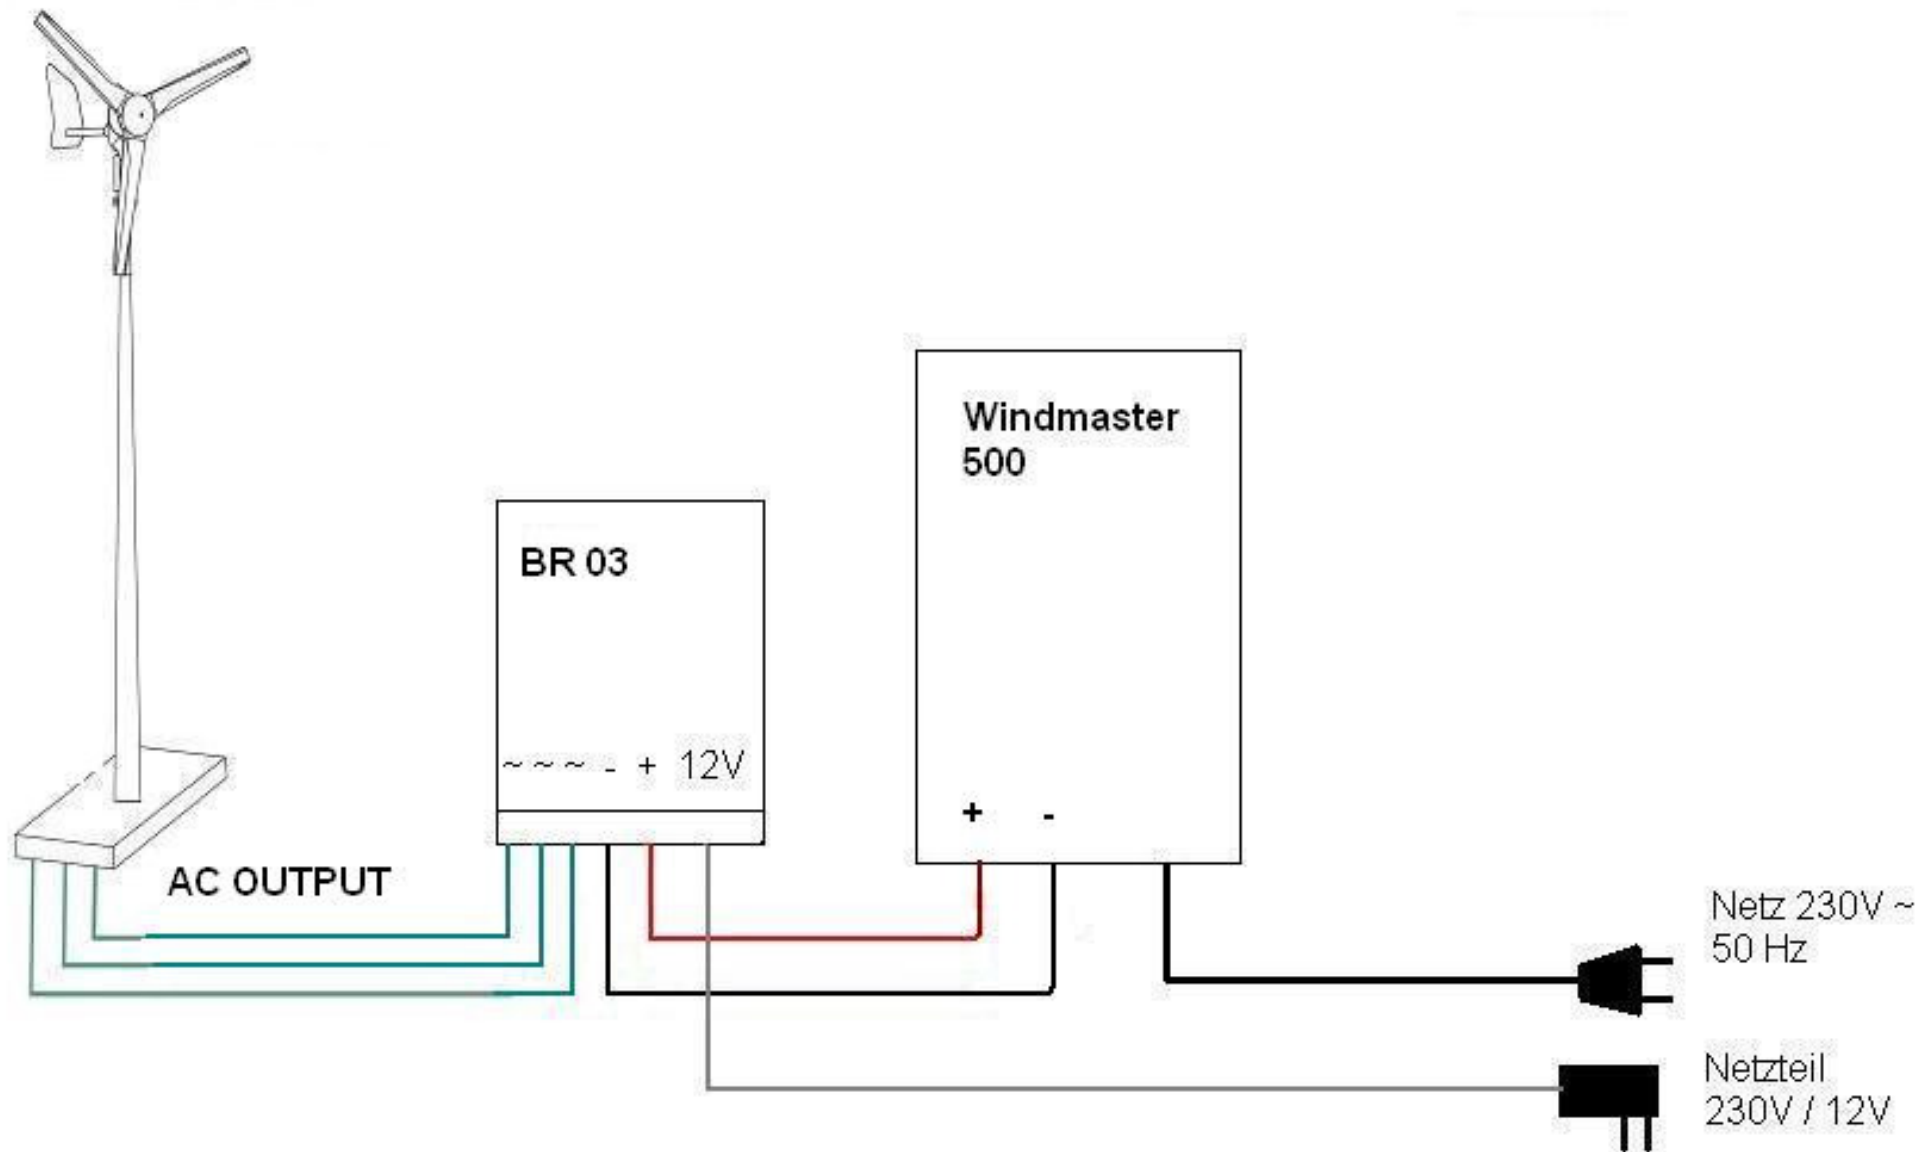 Windmaster
500
BR 03
~ ~ ~ - + 12V
+ -
AC OUTPUT
Netz 230V ~
50 Hz
Netzteil
230V / 12V